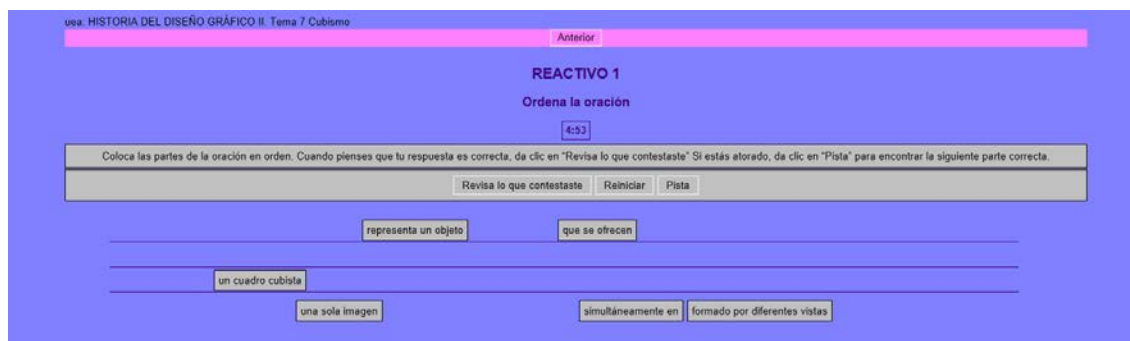 uea: HISTORIA DEL DISEÑO GRÁFICO II. Tema 7 Cubismo
Anterior
REACTIVO 1
Ordena la oración
4:53
Coloca las partes de la oración en orden. Cuando pienses que tu respuesta es correcta, da clic en "Revisa lo que contestaste" Si estás atorado, da clic en "Pista" para encontrar la siguiente parte correcta.
Revisa lo que contestaste Reiniciar Pista
representa un objeto que se ofrecen
un cuadro cubista
una sola imagen simultáneamente en formado por diferentes vistas